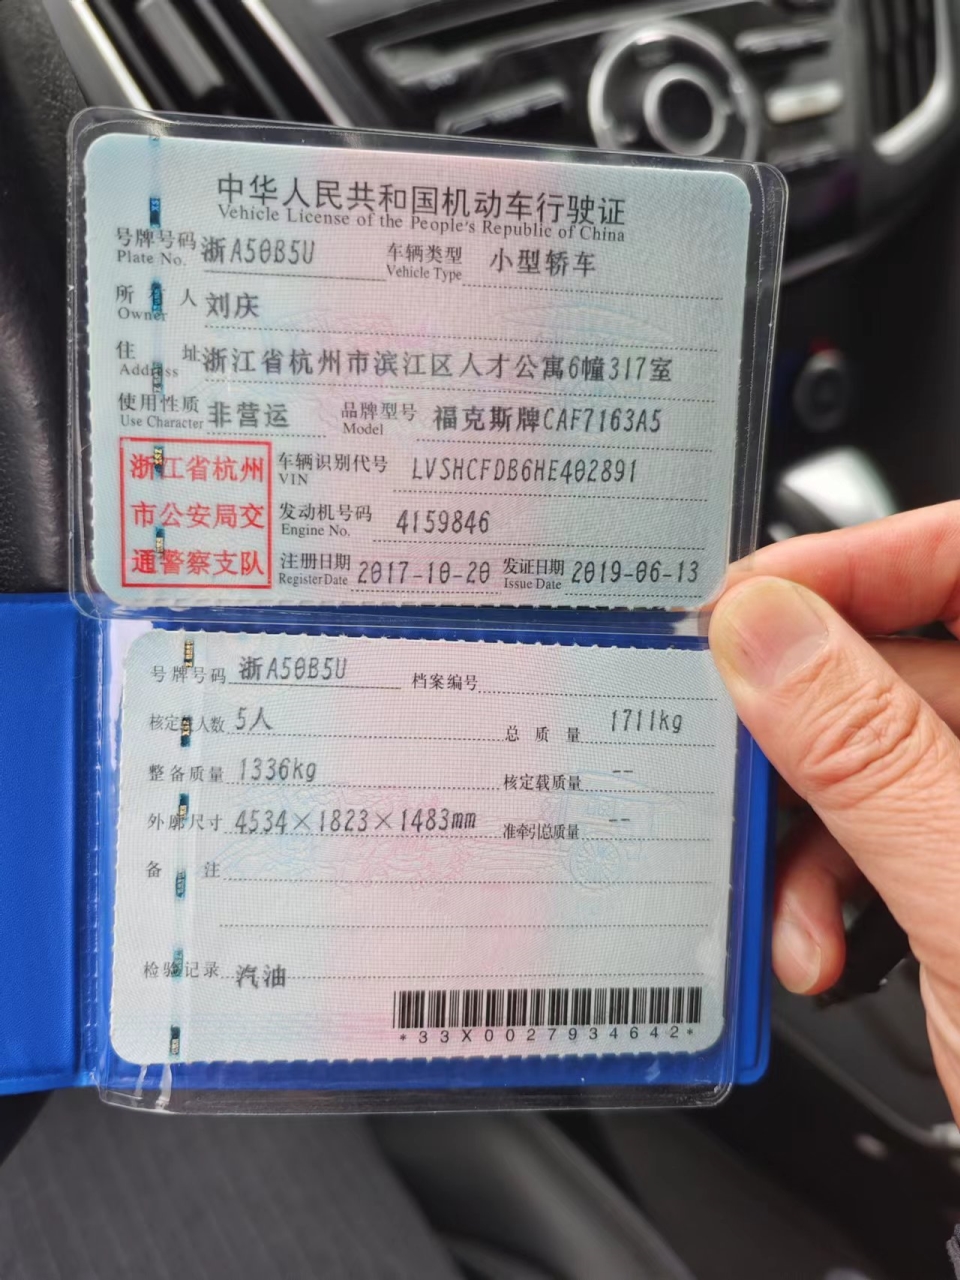 中华人民共和国机动车行驶证
Vehicle License of the People's Republic of China
号牌号码 浙A50B5U 车辆类型 小型轿车
Plate No. Vehicle Type
所有人 刘庆
Owner
住址 浙江省杭州市滨江区人才公寓6幢317室
Address
使用性质 非营运 品牌型号 福克斯牌CAF7163A5
Use Character Model
浙江省杭州
市公安局交
通警察支队
车辆识别代号 LVSHCFDB6HE402891
VIN
发动机号码 4159846
Engine No.
注册日期 2017-10-20 发证日期 2019-06-13
Register Date Issue Date
号牌号码 浙A50B5U 档案编号
核定载人数 5人 总质量 1711kg
整备质量 1336kg 核定载质量 --
外廓尺寸 4534×1823×1483mm 准牵引总质量 --
备注
检验记录 汽油
*33X0027934642*